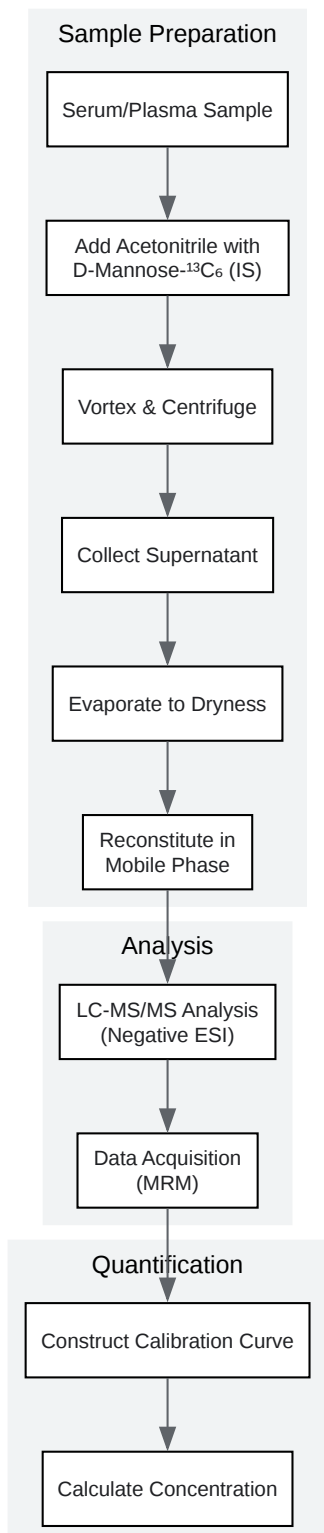 Sample Preparation
Serum/Plasma Sample
Add Acetonitrile with
D-Mannose-¹³C₆ (IS)
Vortex & Centrifuge
Collect Supernatant
Evaporate to Dryness
Reconstitute in
Mobile Phase
Analysis
LC-MS/MS Analysis
(Negative ESI)
Data Acquisition
(MRM)
Quantification
Construct Calibration Curve
Calculate Concentration